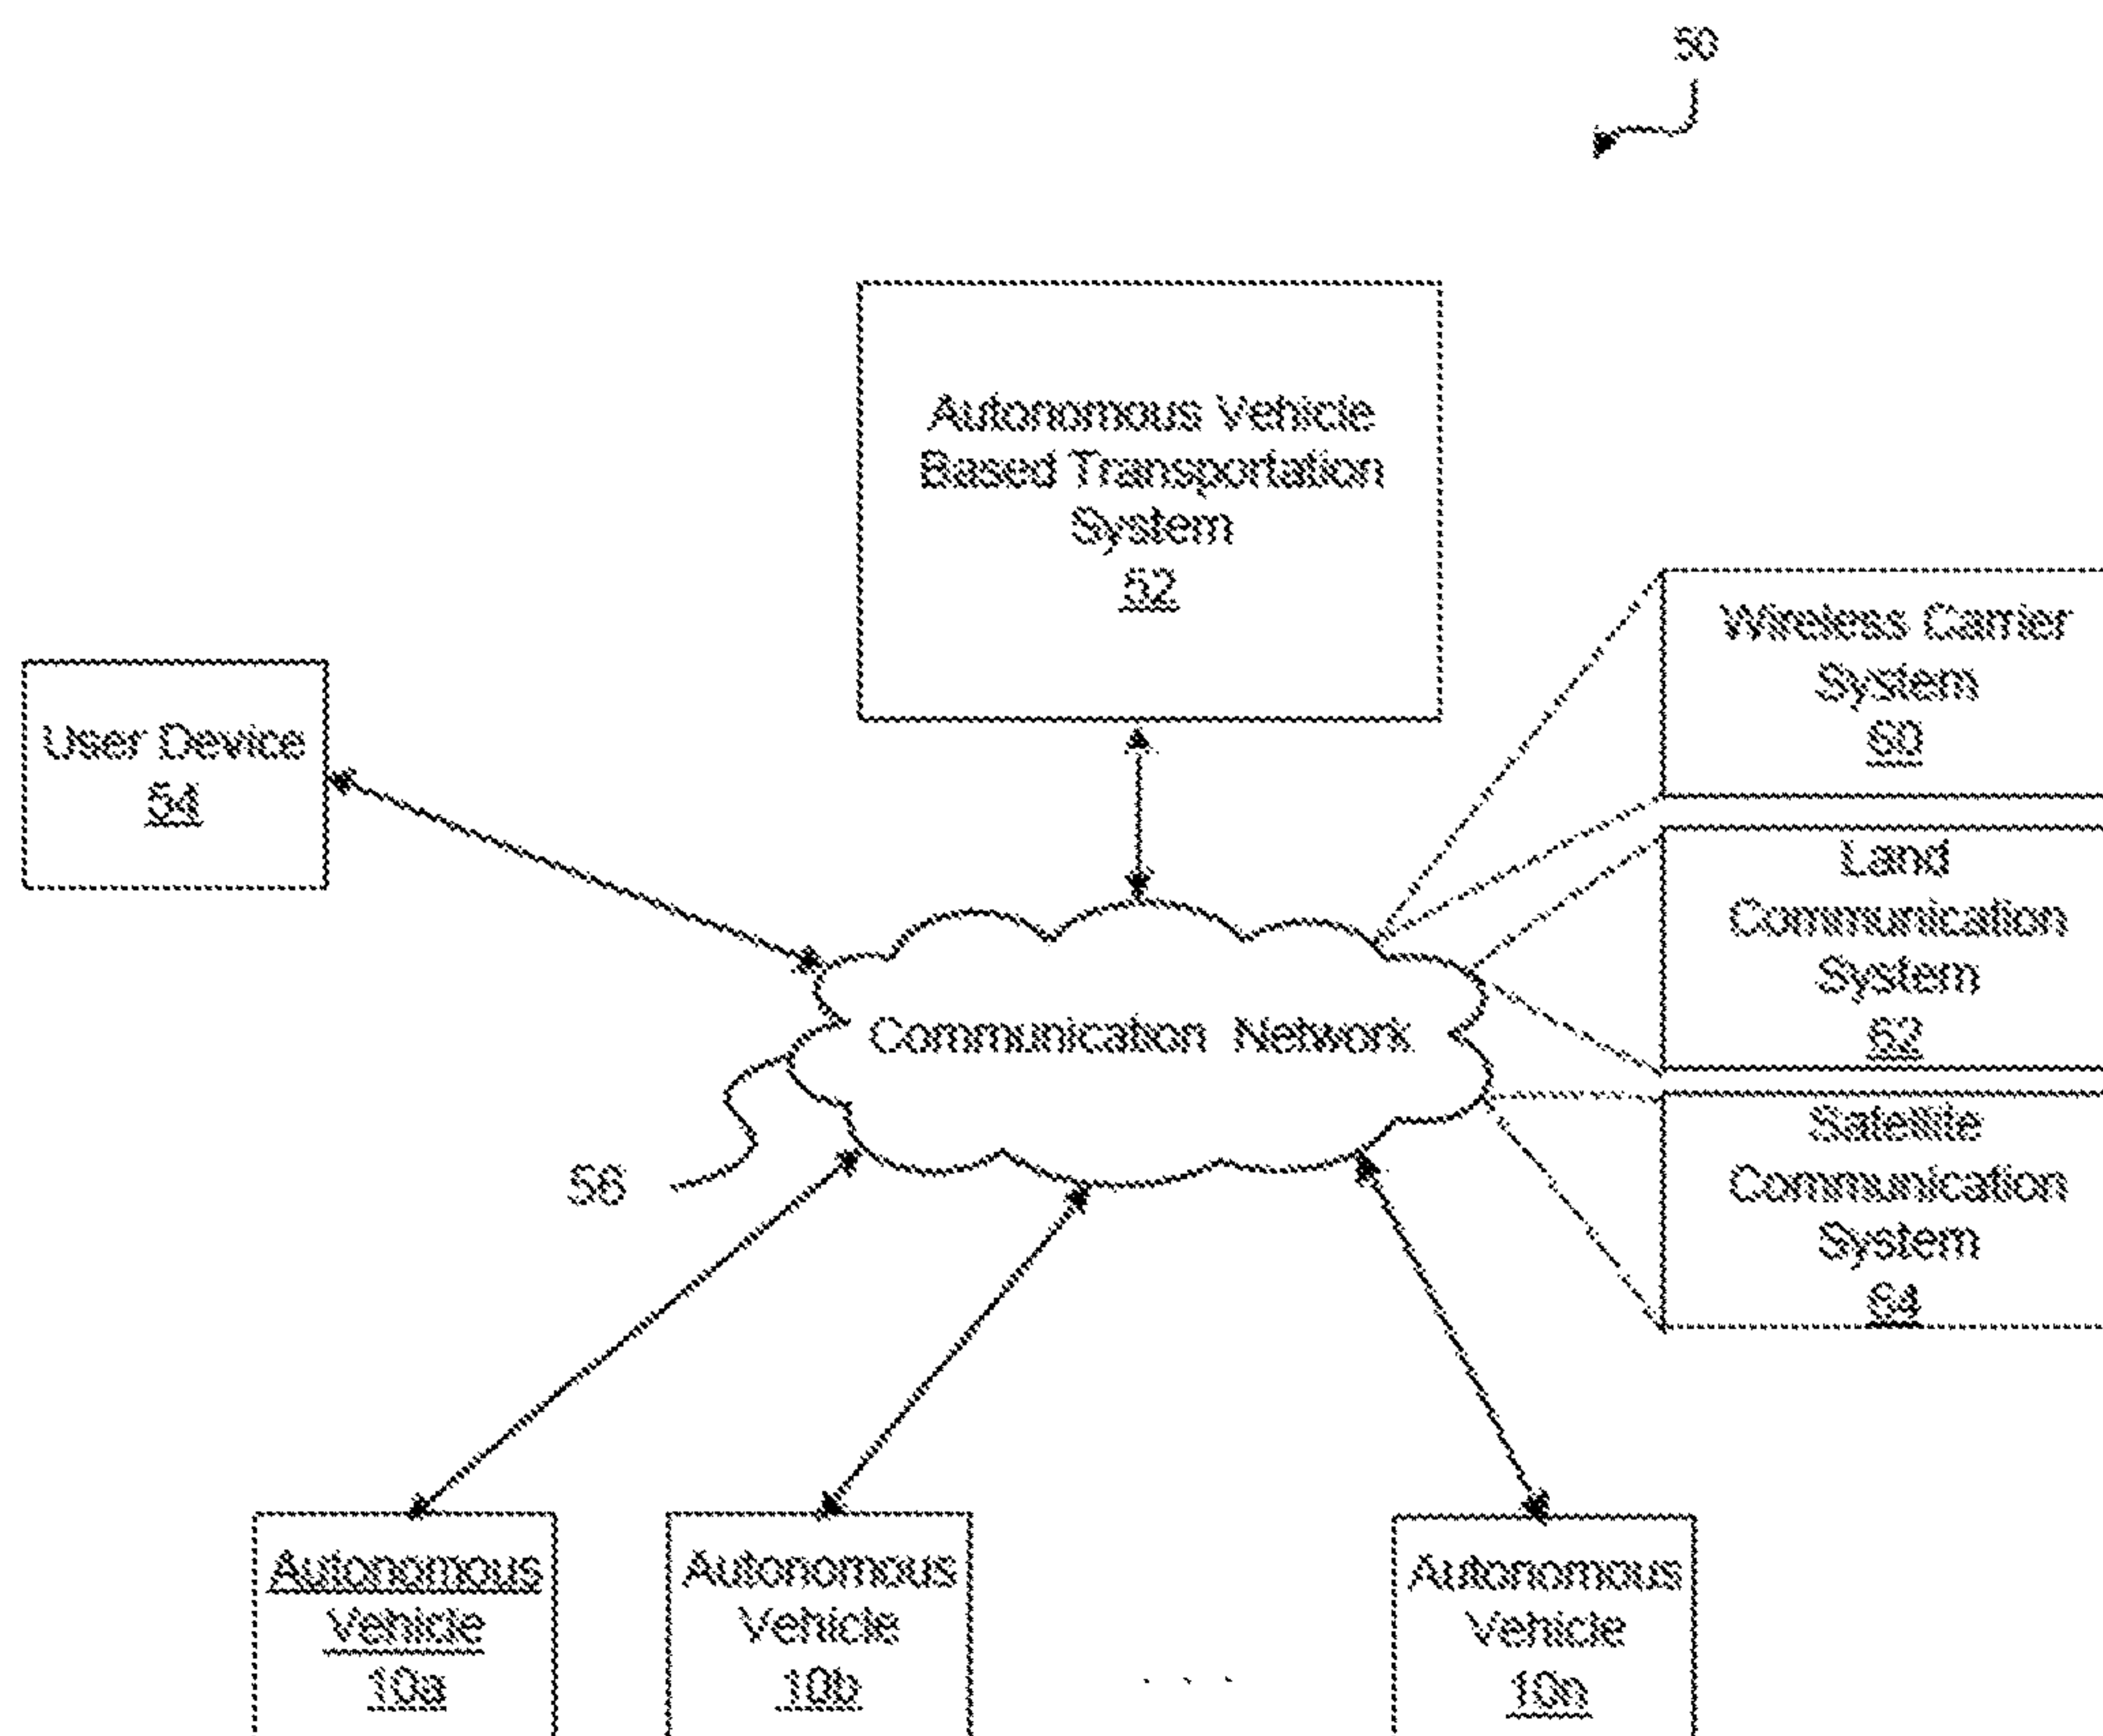 50
Autonomous Vehicle
Based Transportation
System
52
Wireless Carrier
System
60
User Device
54
Land
Communication
System
62
Communication Network
Satellite
Communication
System
64
56
Autonomous
Vehicle
10a
Autonomous
Vehicle
10b
. . .
Autonomous
Vehicle
10n